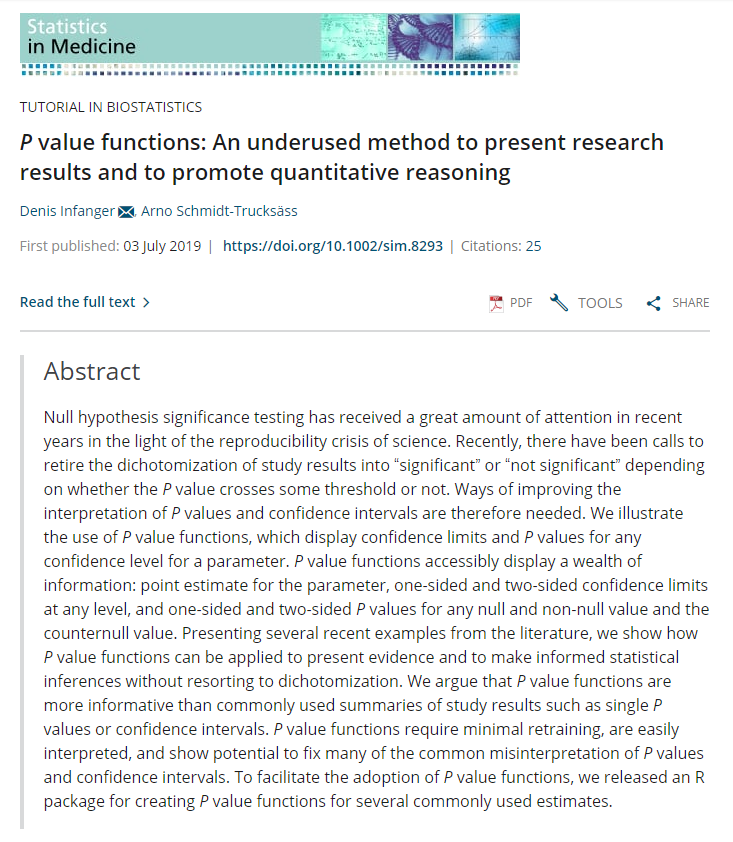 Statistics
in Medicine
TUTORIAL IN BIOSTATISTICS
P value functions: An underused method to present research
results and to promote quantitative reasoning
Denis Infanger, Arno Schmidt-Trucksäss
First published: 03 July 2019 | https://doi.org/10.1002/sim.8293 | Citations: 25
Read the full text > PDF TOOLS SHARE
Abstract
Null hypothesis significance testing has received a great amount of attention in recent
years in the light of the reproducibility crisis of science. Recently, there have been calls to
retire the dichotomization of study results into “significant” or “not significant” depending
on whether the P value crosses some threshold or not. Ways of improving the
interpretation of P values and confidence intervals are therefore needed. We illustrate
the use of P value functions, which display confidence limits and P values for any
confidence level for a parameter. P value functions accessibly display a wealth of
information: point estimate for the parameter, one-sided and two-sided confidence limits
at any level, and one-sided and two-sided P values for any null and non-null value and the
counternull value. Presenting several recent examples from the literature, we show how
P value functions can be applied to present evidence and to make informed statistical
inferences without resorting to dichotomization. We argue that P value functions are
more informative than commonly used summaries of study results such as single P
values or confidence intervals. P value functions require minimal retraining, are easily
interpreted, and show potential to fix many of the common misinterpretation of P values
and confidence intervals. To facilitate the adoption of P value functions, we released an R
package for creating P value functions for several commonly used estimates.